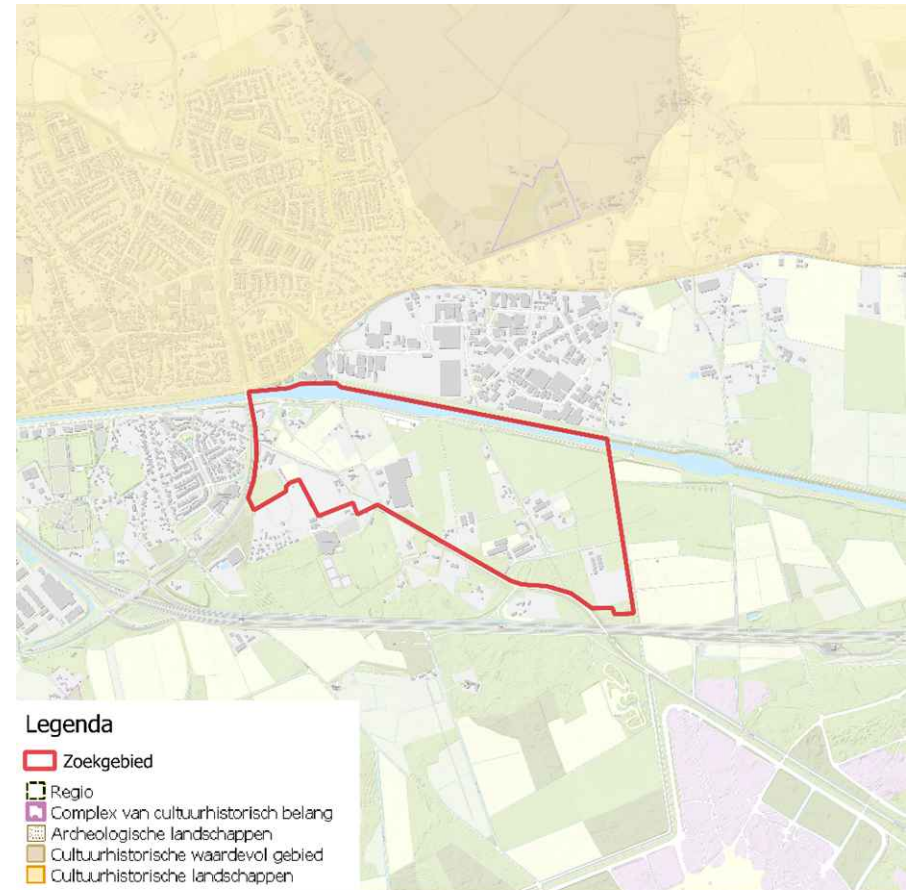 Legenda
Zoekgebied
Regio
Complex van cultuurhistorisch belang
Archeologische landschappen
Cultuurhistorische waardevol gebied
Cultuurhistorische landschappen